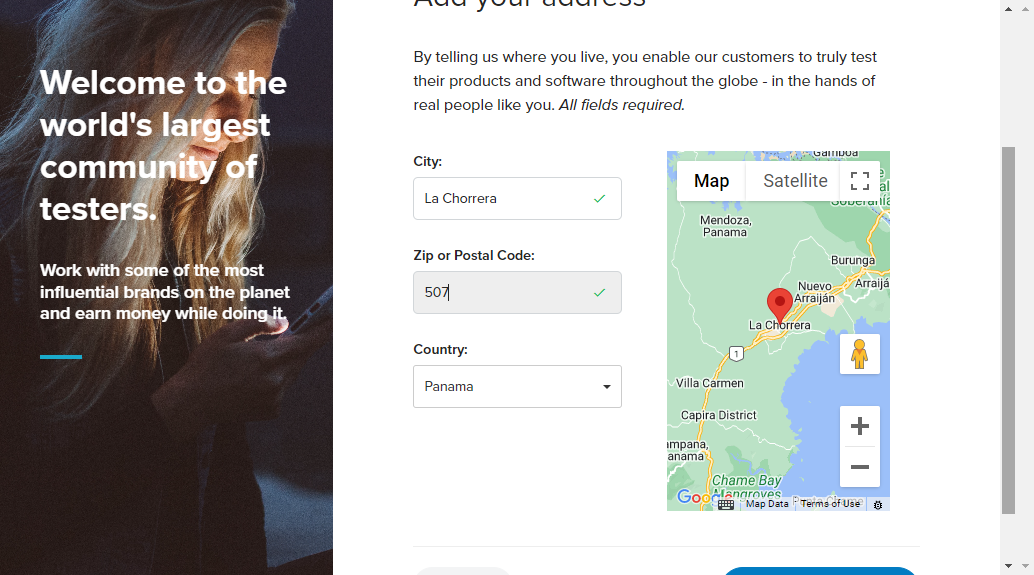 Add your address
Welcome to the
world's largest
community of
testers.
Work with some of the most
influential brands on the planet
and earn money while doing it.
By telling us where you live, you enable our customers to truly test
their products and software throughout the globe - in the hands of
real people like you. All fields required.
City:
La Chorrera
Zip or Postal Code:
507
Country:
Panama
Gamboa
Map
Satellite
Soberanía
Mendoza,
Panama
Burunga
Nuevo
Arraiján
Arraijá
La Chorrera
1
Villa Carmen
Capira District
ampana,
anama
Chame Bay
Mangroves
Goo
Map Data
Terms of Use